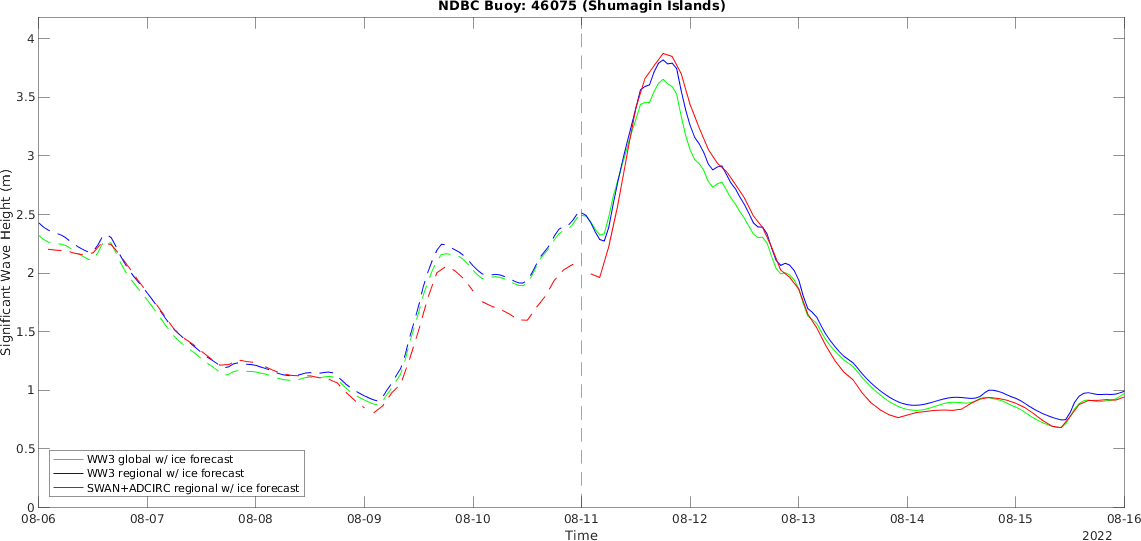 NDBC Buoy: 46075 (Shumagin Islands)
Significant Wave Height (m)
4
3.5
3
2.5
2
1.5
1
0.5
0
WW3 global w/ ice forecast
WW3 regional w/ ice forecast
SWAN+ADCIRC regional w/ ice forecast
08-06 08-07 08-08 08-09 08-10 08-11 08-12 08-13 08-14 08-15 08-16
Time
2022